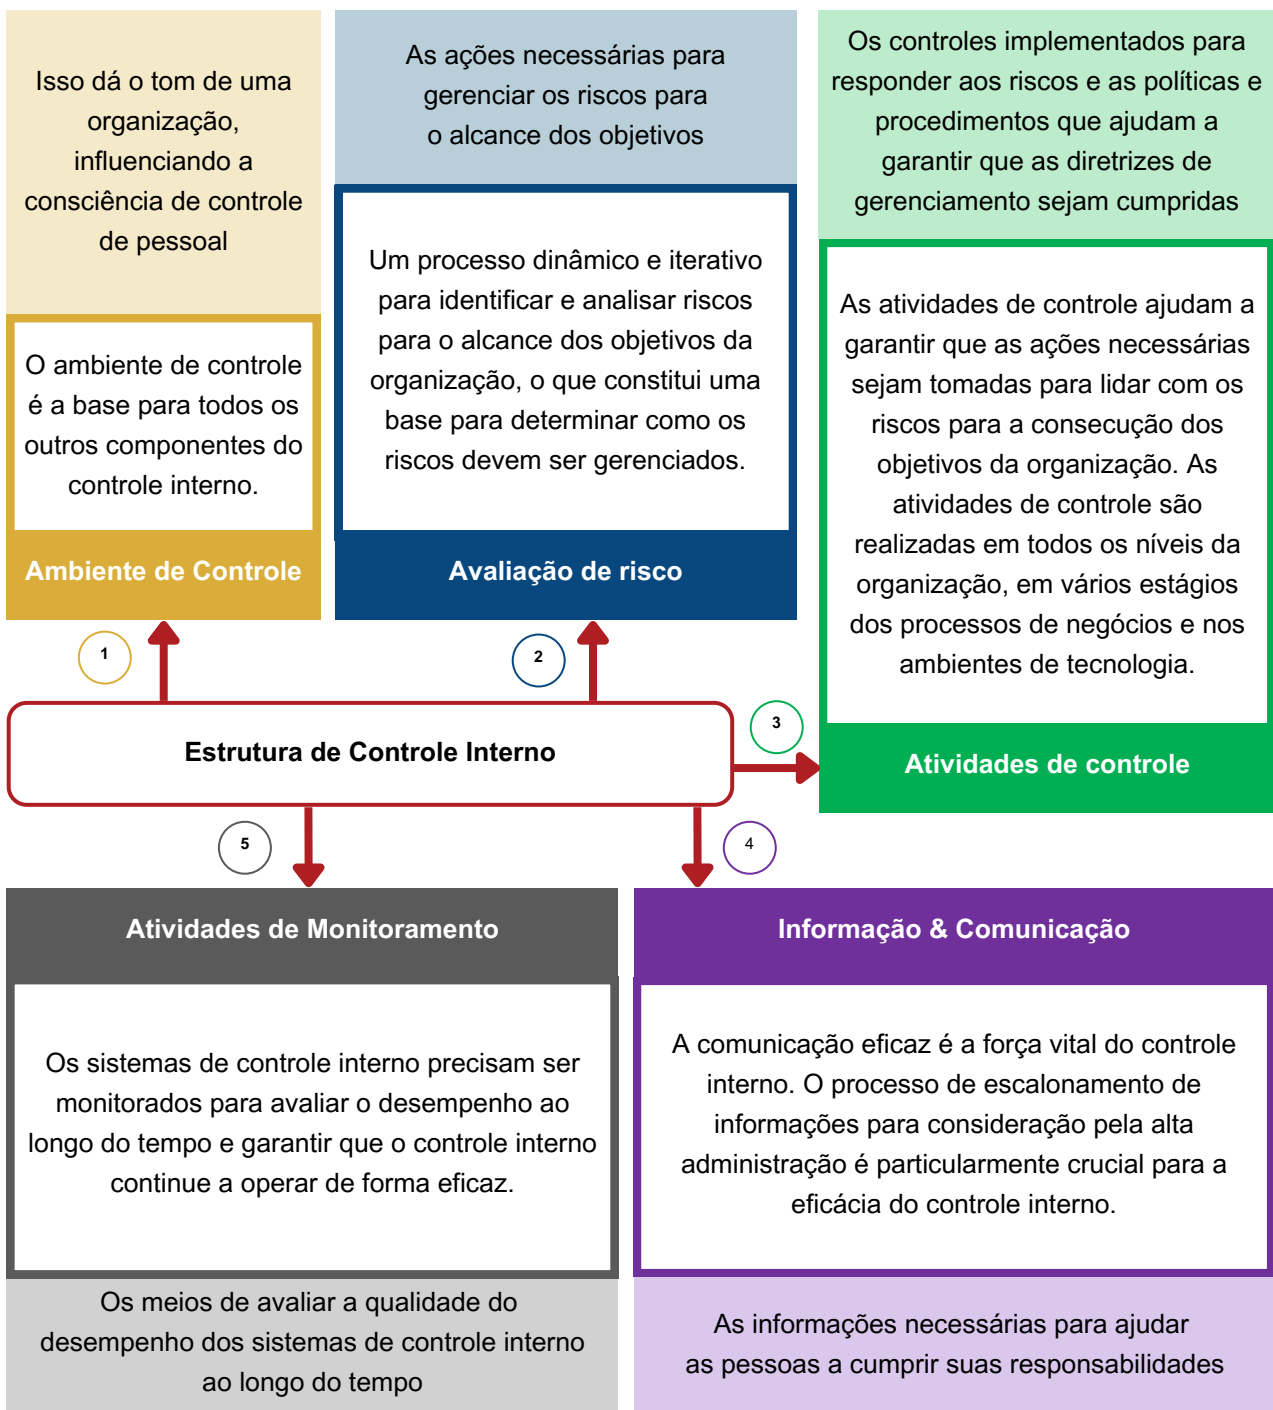 Isso dá o tom de uma
organização,
influenciando a
consciência de controle
de pessoal
O ambiente de controle
é a base para todos os
outros componentes do
controle interno.
Ambiente de Controle
As ações necessárias para
gerenciar os riscos para
o alcance dos objetivos
Um processo dinâmico e iterativo
para identificar e analisar riscos
para o alcance dos objetivos da
organização, o que constitui uma
base para determinar como os
riscos devem ser gerenciados.
Avaliação de risco
Os controles implementados para
responder aos riscos e as políticas e
procedimentos que ajudam a
garantir que as diretrizes de
gerenciamento sejam cumpridas
As atividades de controle ajudam a
garantir que as ações necessárias
sejam tomadas para lidar com os
riscos para a consecução dos
objetivos da organização. As
atividades de controle são
realizadas em todos os níveis da
organização, em vários estágios
dos processos de negócios e nos
ambientes de tecnologia.
Atividades de controle
1
2
3
Estrutura de Controle Interno
5
4
Atividades de Monitoramento
Os sistemas de controle interno precisam ser
monitorados para avaliar o desempenho ao
longo do tempo e garantir que o controle interno
continue a operar de forma eficaz.
Os meios de avaliar a qualidade do
desempenho dos sistemas de controle interno
ao longo do tempo
Informação & Comunicação
A comunicação eficaz é a força vital do controle
interno. O processo de escalonamento de
informações para consideração pela alta
administração é particularmente crucial para a
eficácia do controle interno.
As informações necessárias para ajudar
as pessoas a cumprir suas responsabilidades